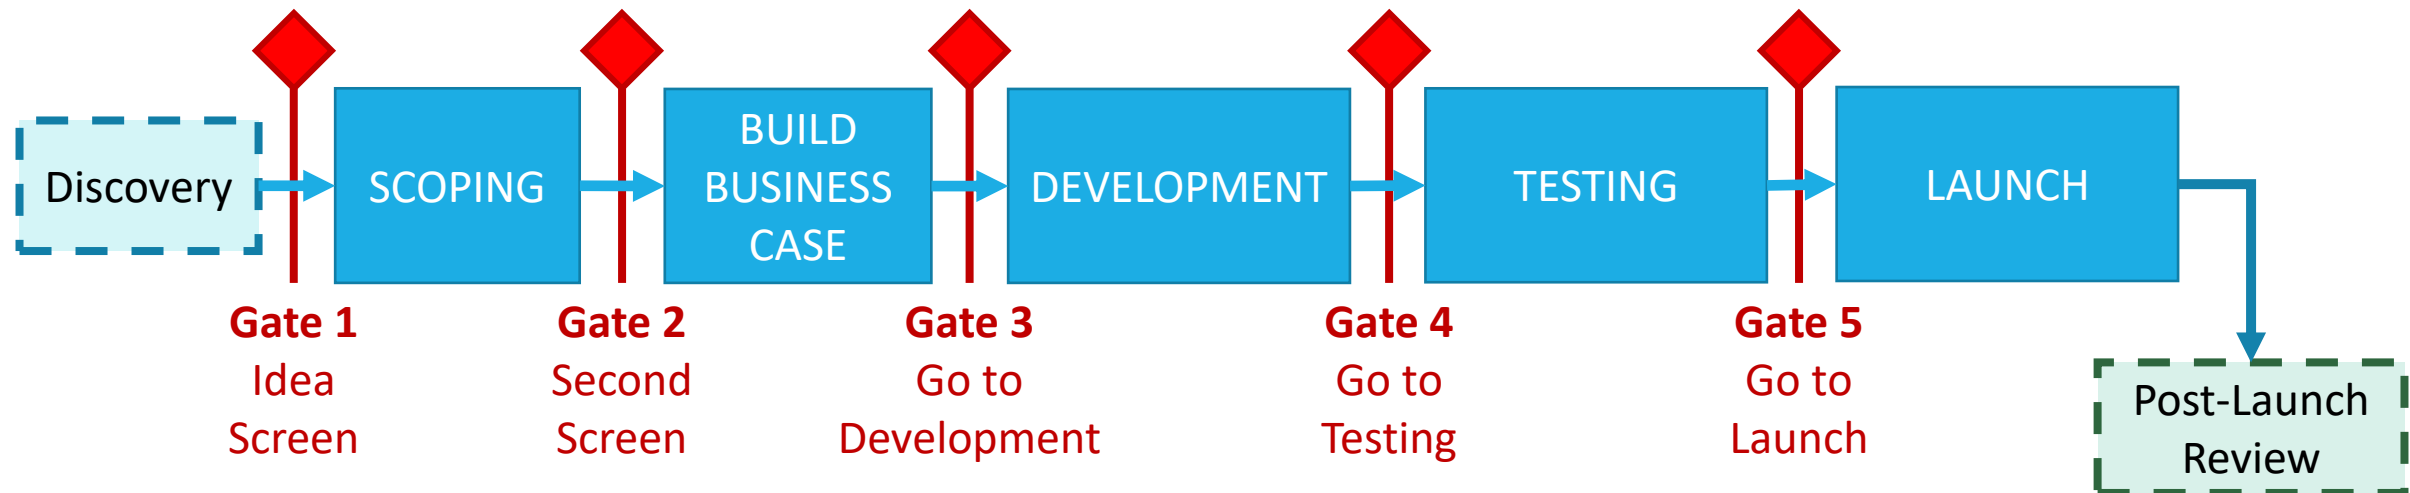 Discovery
SCOPING
BUILD
BUSINESS
CASE
DEVELOPMENT
TESTING
LAUNCH
Gate 1
Idea
Screen
Gate 2
Second
Screen
Gate 3
Go to
Development
Gate 4
Go to
Testing
Gate 5
Go to
Launch
Post-Launch
Review